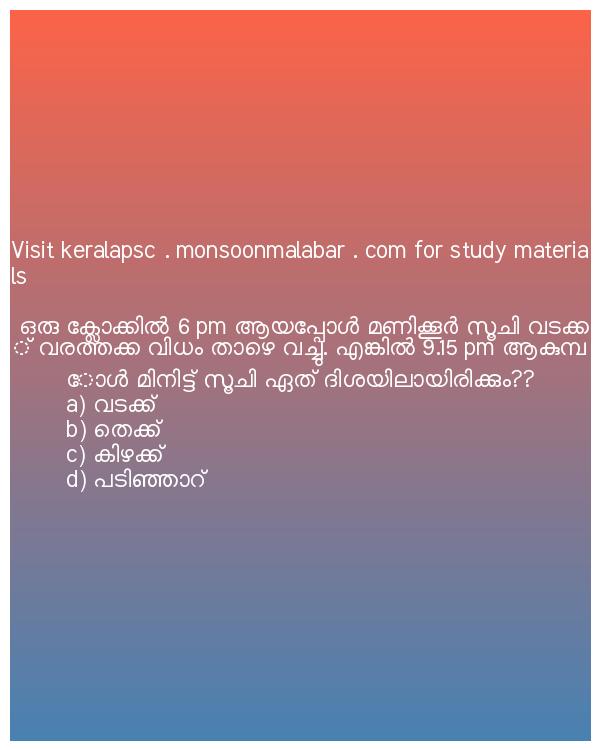 Visit keralapsc . monsoonmalabar . com for study materia
ls
ഒരു ക്ലോക്കിൽ 6 pm ആയപ്പോൾ മണിക്കൂർ സൂചി വടക്ക
് വരത്തക്ക വിധം താഴെ വച്ചു. എങ്കിൽ 9.15 pm ആകുമ്പ
ോൾ മിനിട്ട് സൂചി ഏത് ദിശയിലായിരിക്കും??
a) വടക്ക്
b) തെക്ക്
c) കിഴക്ക്
d) പടിഞ്ഞാറ്